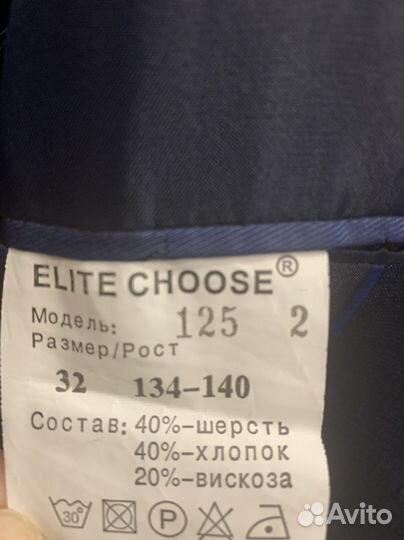 ELITE CHOOSE®
Модель: 125 2
Размер/Рост
32 134–140
Состав: 40%–шерсть
40%–хлопок
20%–вискоза
30° P
Avito